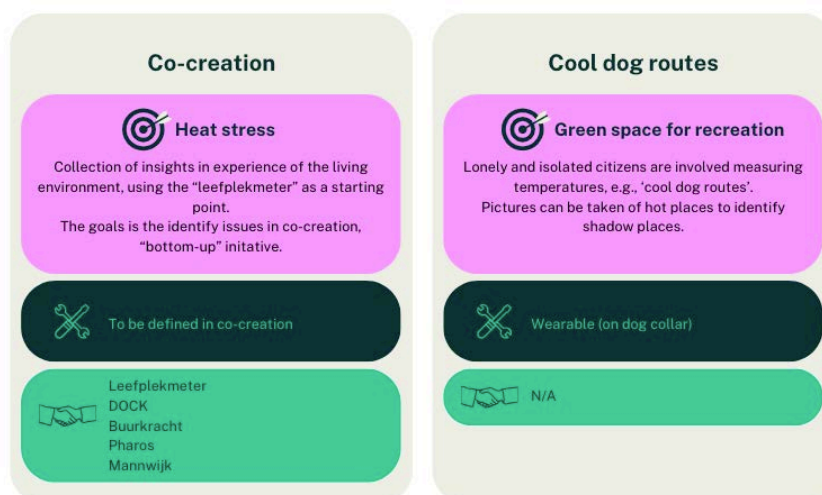 Co-creation
Heat stress
Collection of insights in experience of the living
environment, using the “leefplekmeter” as a starting
point.
The goals is the identify issues in co-creation,
“bottom-up” initative.
To be defined in co-creation
Leefplekmeter
DOCK
Buurkracht
Pharos
Mannwijk
Cool dog routes
Green space for recreation
Lonely and isolated citizens are involved measuring
temperatures, e.g., ‘cool dog routes’.
Pictures can be taken of hot places to identify
shadow places.
Wearable (on dog collar)
N/A